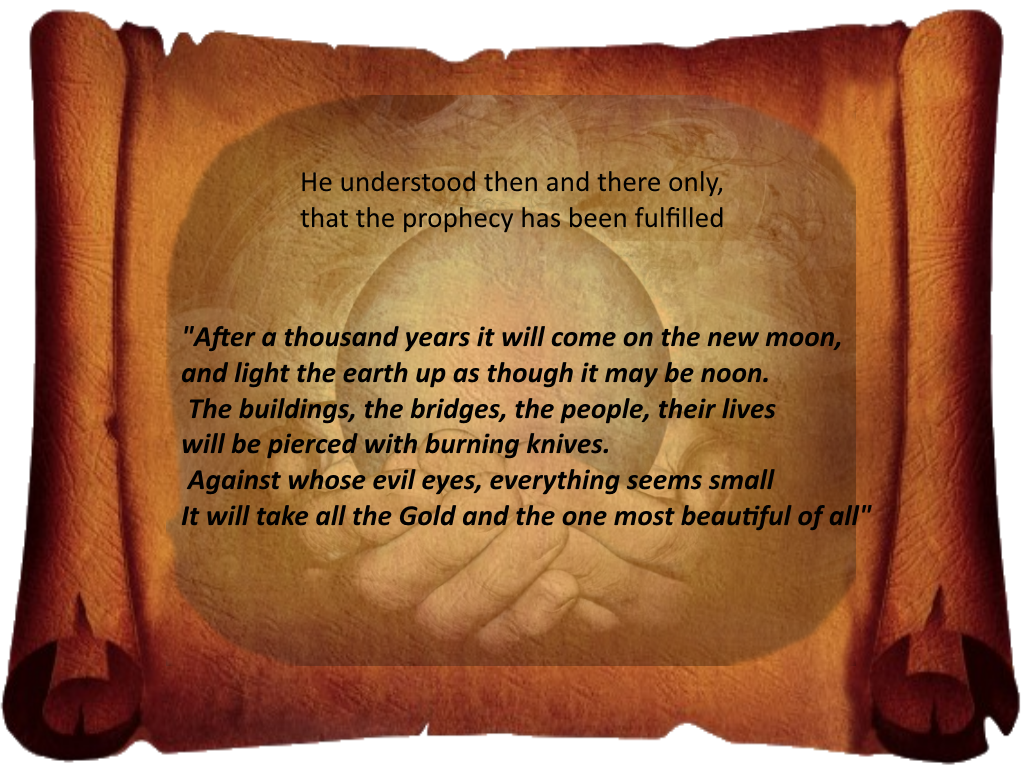 He understood then and there only,
that the prophecy has been fulfilled
"After a thousand years it will come on the new moon,
and light the earth up as though it may be noon.
The buildings, the bridges, the people, their lives
will be pierced with burning knives.
Against whose evil eyes, everything seems small
It will take all the Gold and the one most beautiful of all"